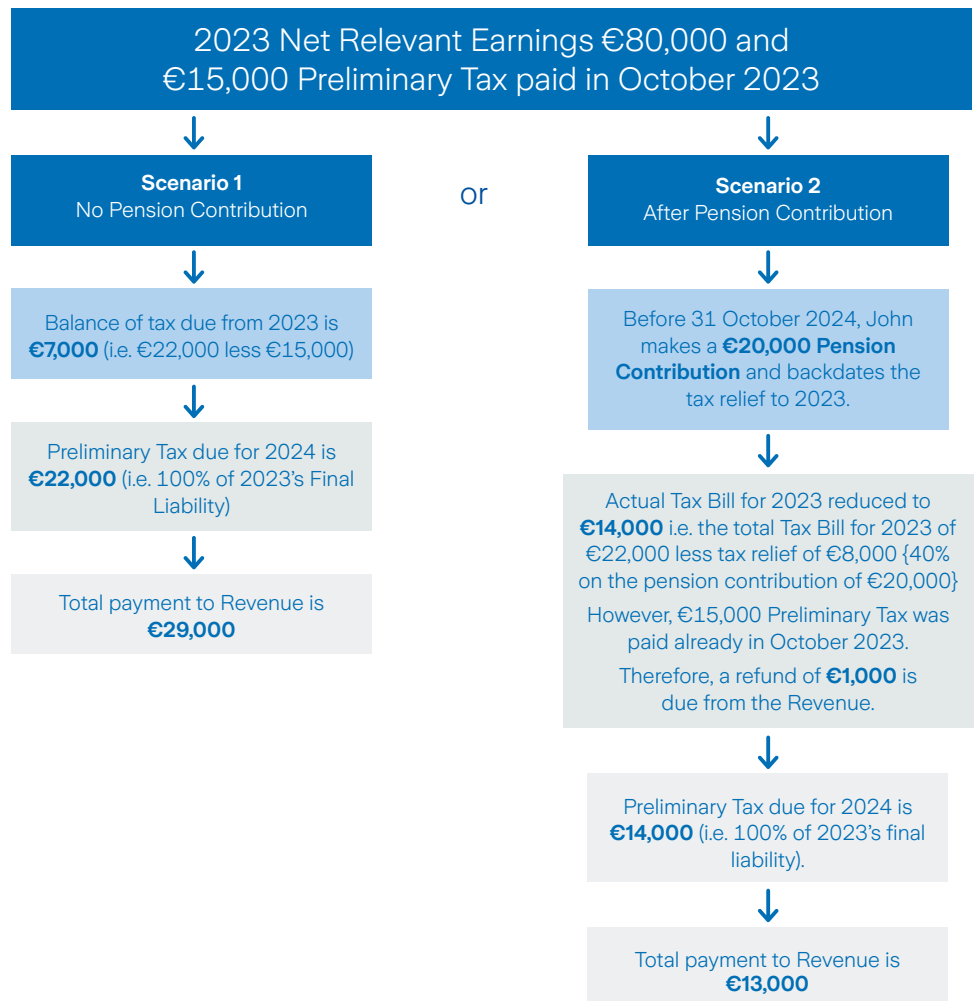 2023 Net Relevant Earnings €80,000 and
€15,000 Preliminary Tax paid in October 2023
Scenario 1
No Pension Contribution
Balance of tax due from 2023 is
€7,000 (i.e. €22,000 less €15,000)
Preliminary Tax due for 2024 is
€22,000 (i.e. 100% of 2023's Final
Liability)
Total payment to Revenue is
€29,000
or
Scenario 2
After Pension Contribution
Before 31 October 2024, John
makes a €20,000 Pension
Contribution and backdates the
tax relief to 2023.
Actual Tax Bill for 2023 reduced to
€14,000 i.e. the total Tax Bill for 2023 of
€22,000 less tax relief of €8,000 {40%
on the pension contribution of €20,000}
However, €15,000 Preliminary Tax was
paid already in October 2023.
Therefore, a refund of €1,000 is
due from the Revenue.
Preliminary Tax due for 2024 is
€14,000 (i.e. 100% of 2023's final
liability).
Total payment to Revenue is
€13,000